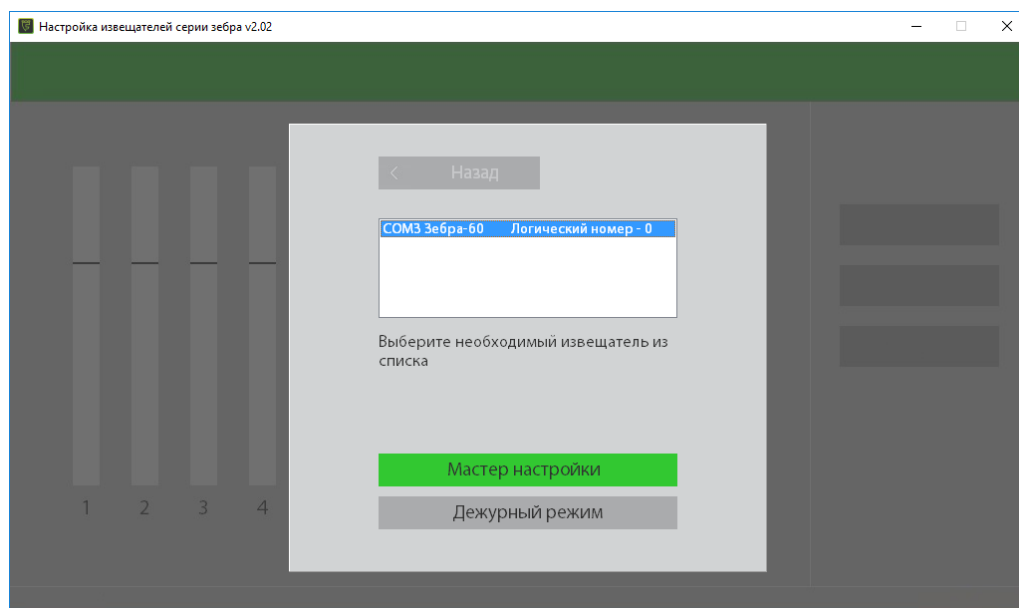 Настройка извещателей серии зебра v2.02
Назад
COM3 Зебра-60 Логический номер - 0
Выберите необходимый извещатель из
списка
Мастер настройки
Дежурный режим
1 2 3 4